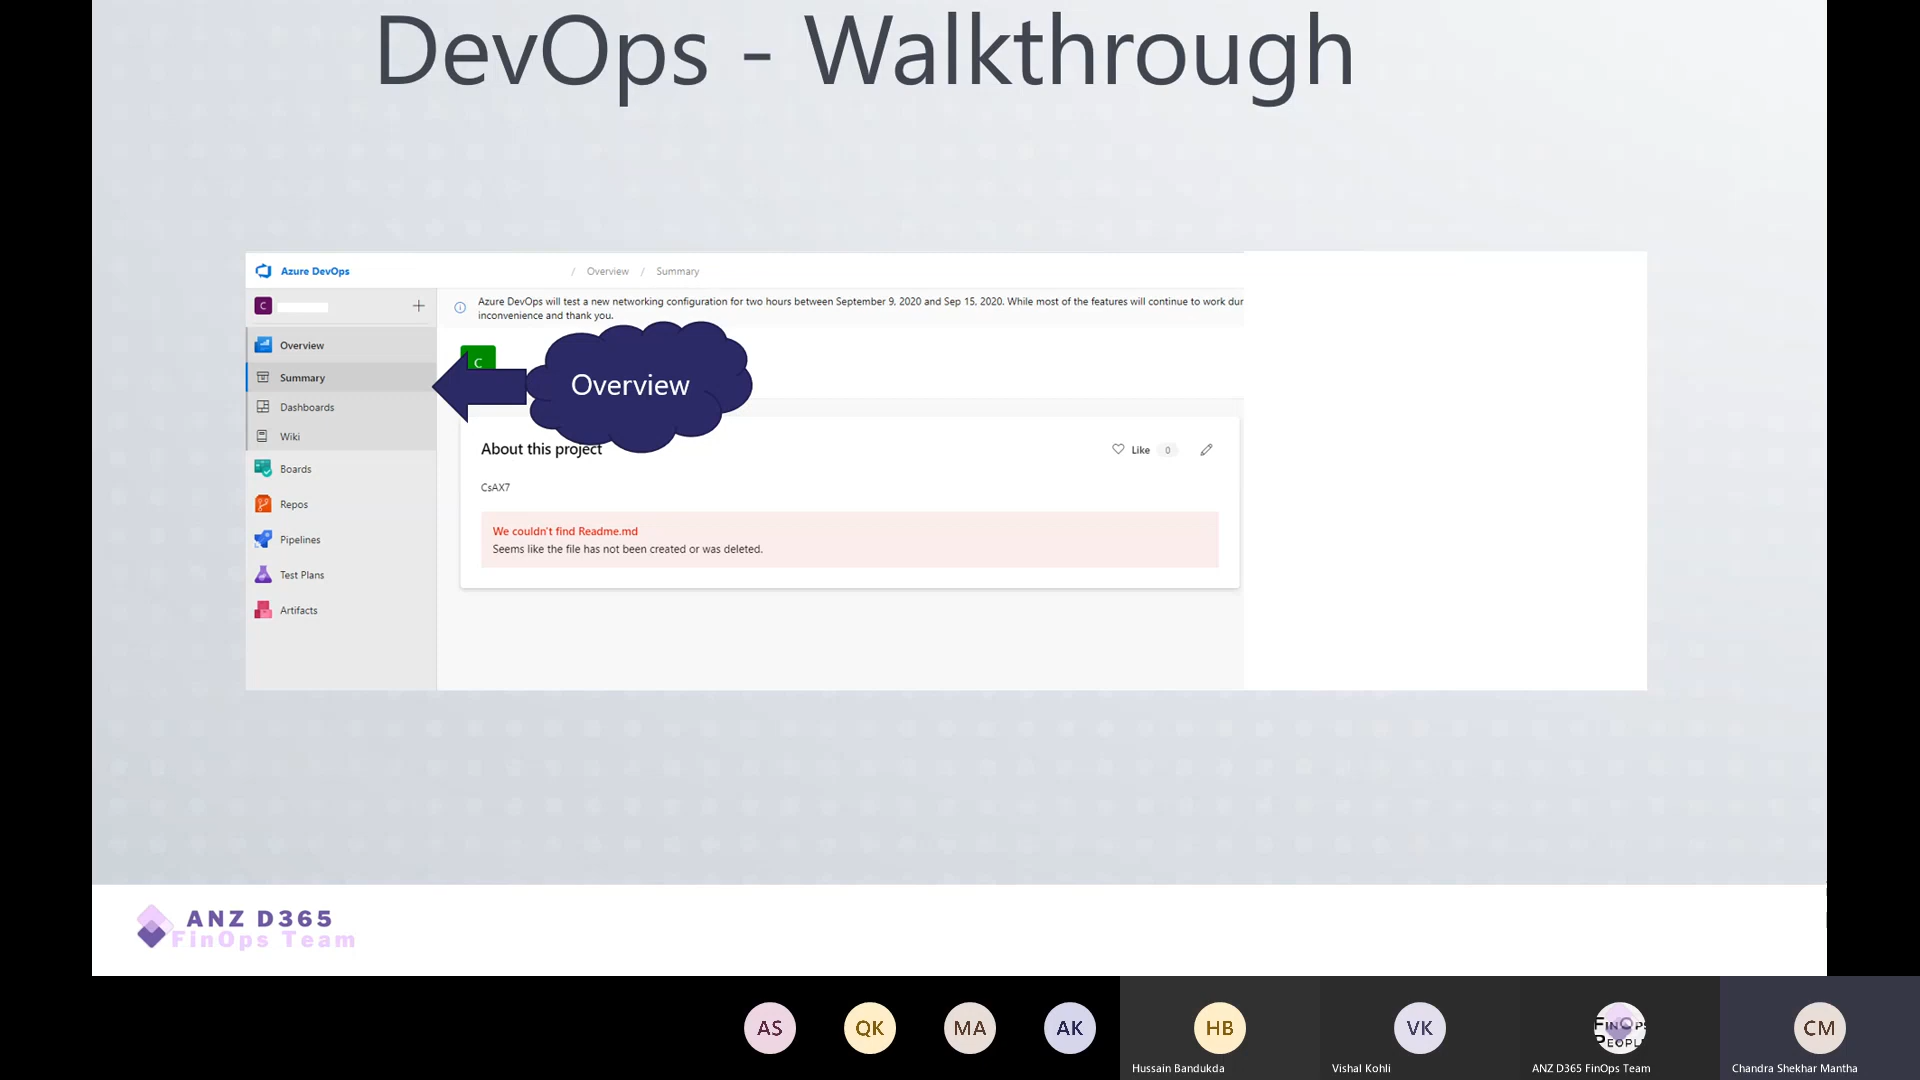 DevOps - Walkthrough
Azure DevOps
/ Overview / Summary
C
+
Azure DevOps will test a new networking configuration for two hours between September 9, 2020 and Sep 15, 2020. While most of the features will continue to work dur
inconvenience and thank you.
Overview
Summary
Dashboards
Wiki
Boards
Repos
Pipelines
Test Plans
Artifacts
C
Overview
About this project
Like 0
CsAX7
We couldn't find Readme.md
Seems like the file has not been created or was deleted.
ANZ D365
FinOps Team
AS
QK
MA
AK
HB
Hussain Bandukda
VK
Vishal Kohli
FINOPS
PEOPLE
ANZ D365 FinOps Team
CM
Chandra Shekhar Mantha